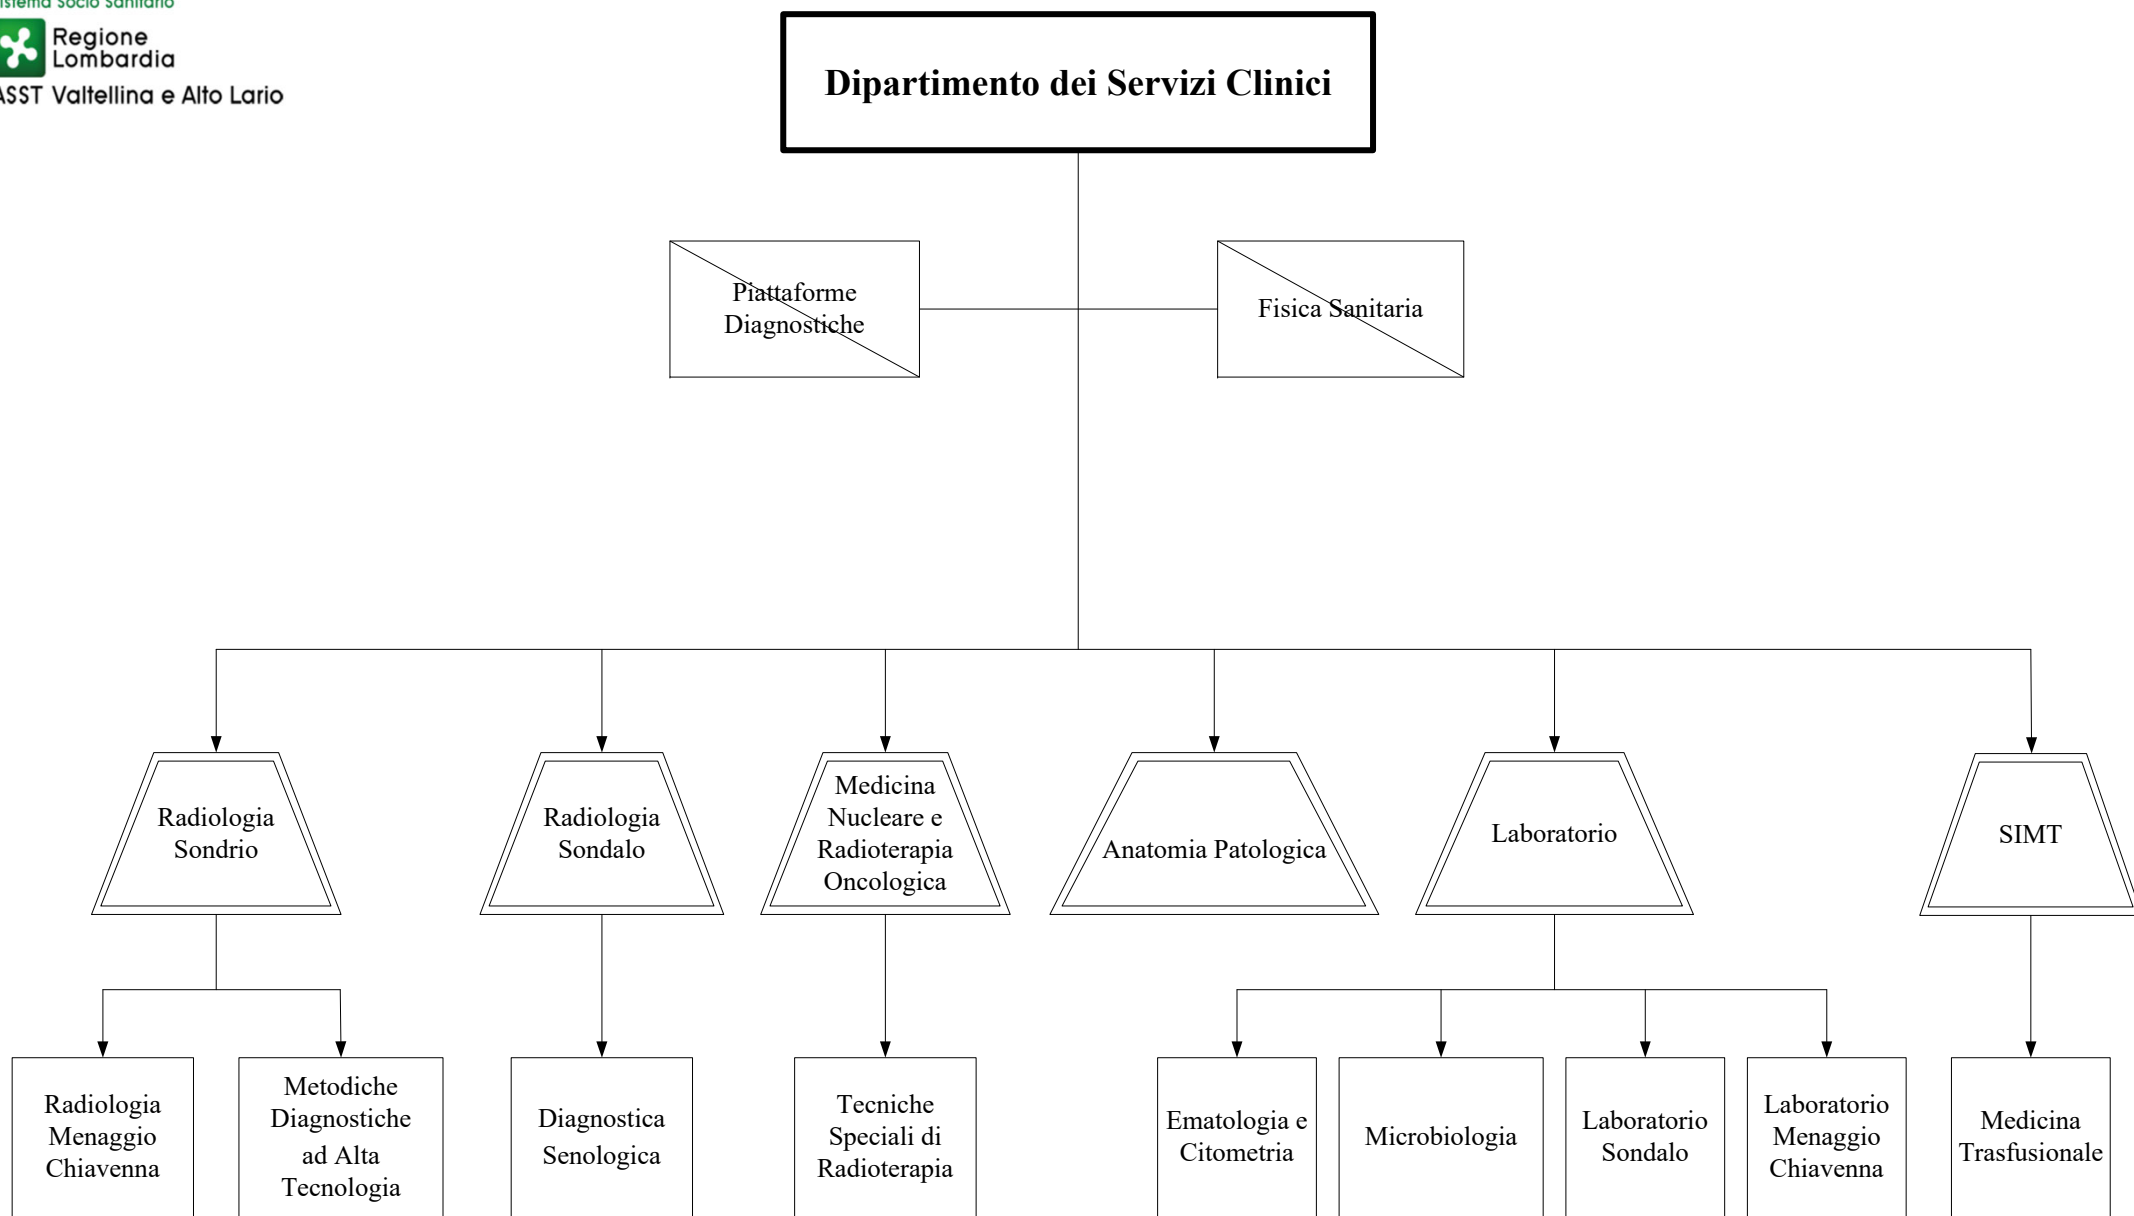 Sistema Socio Sanitario
Regione
Lombardia
ASST Valtellina e Alto Lario
Dipartimento dei Servizi Clinici
Piattaforme
Diagnostiche
Fisica Sanitaria
Radiologia
Sondrio
Radiologia
Sondalo
Medicina
Nucleare e
Radioterapia
Oncologica
Anatomia Patologica
Laboratorio
SIMT
Radiologia
Menaggio
Chiavenna
Metodiche
Diagnostiche
ad Alta
Tecnologia
Diagnostica
Senologica
Tecniche
Speciali di
Radioterapia
Ematologia e
Citometria
Microbiologia
Laboratorio
Sondalo
Laboratorio
Menaggio
Chiavenna
Medicina
Trasfusionale